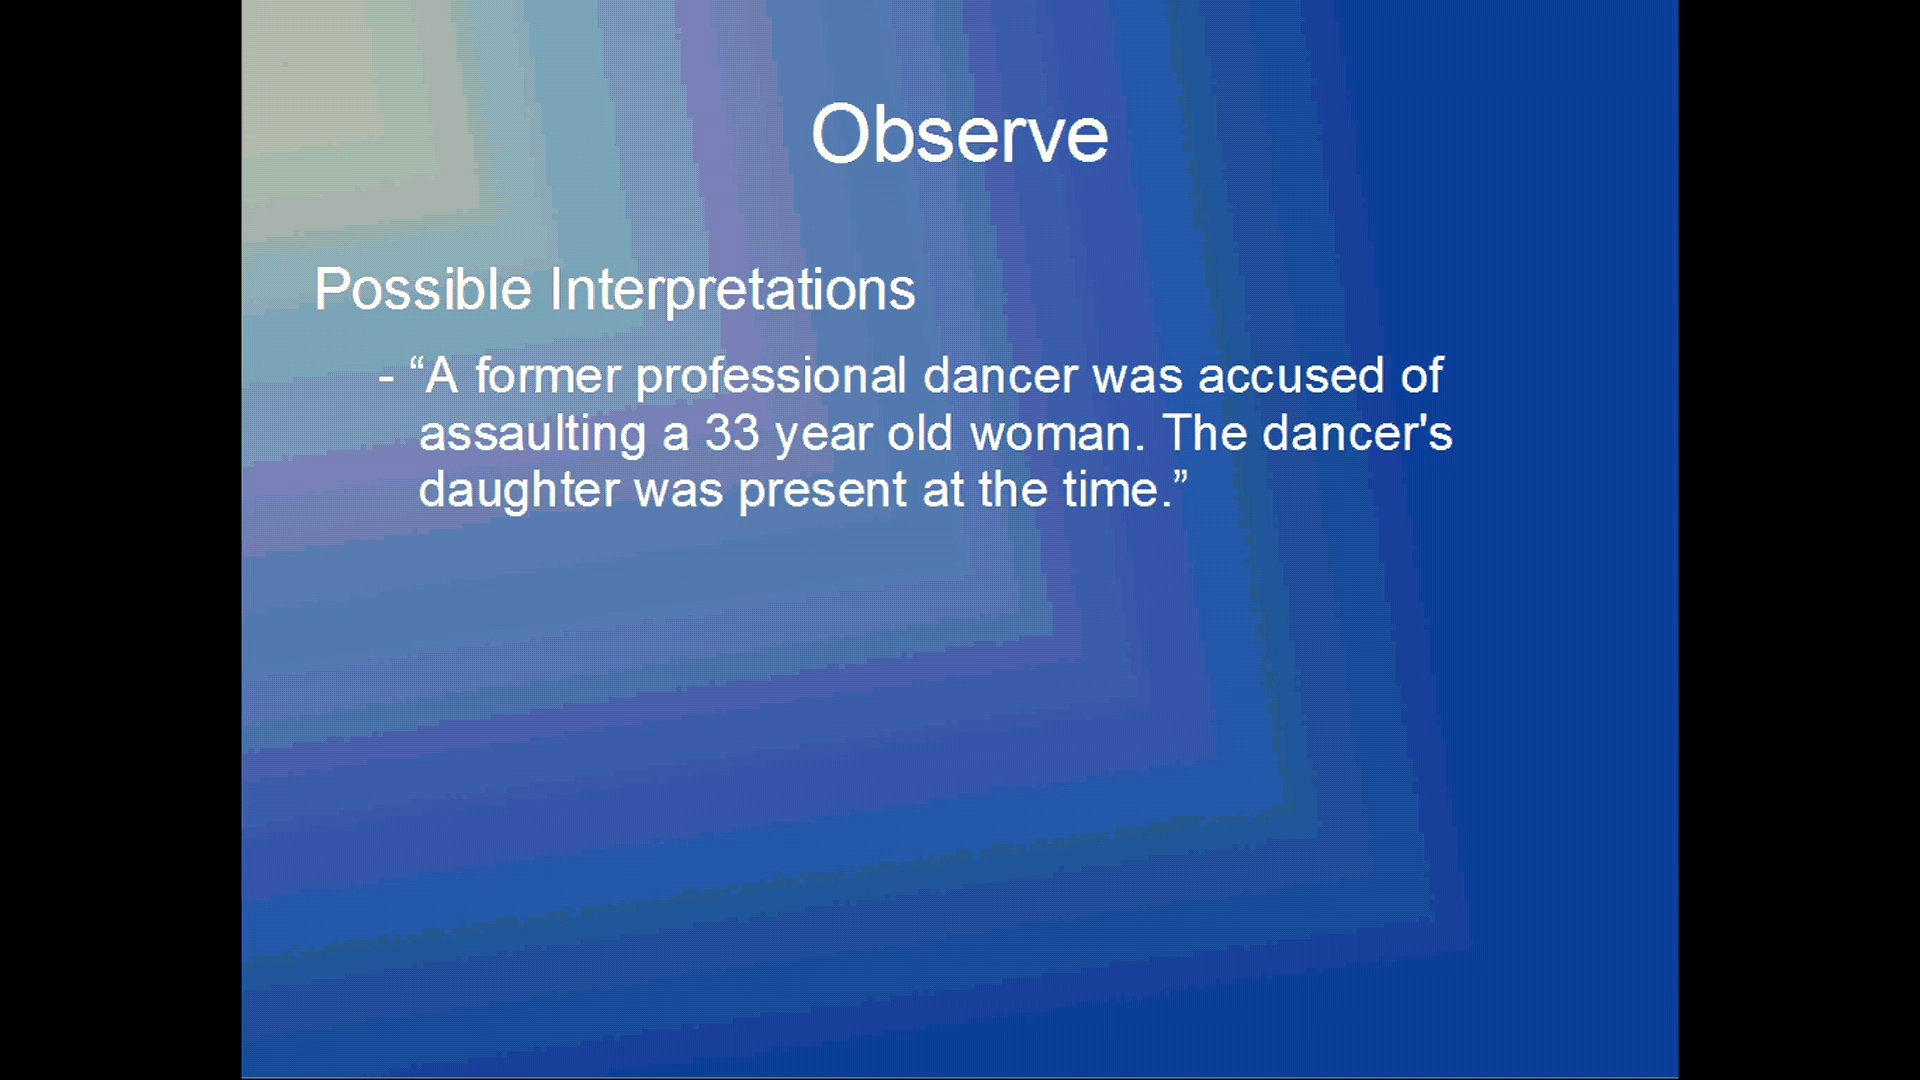 Observe
Possible Interpretations
- “A former professional dancer was accused of
assaulting a 33 year old woman. The dancer's
daughter was present at the time.”